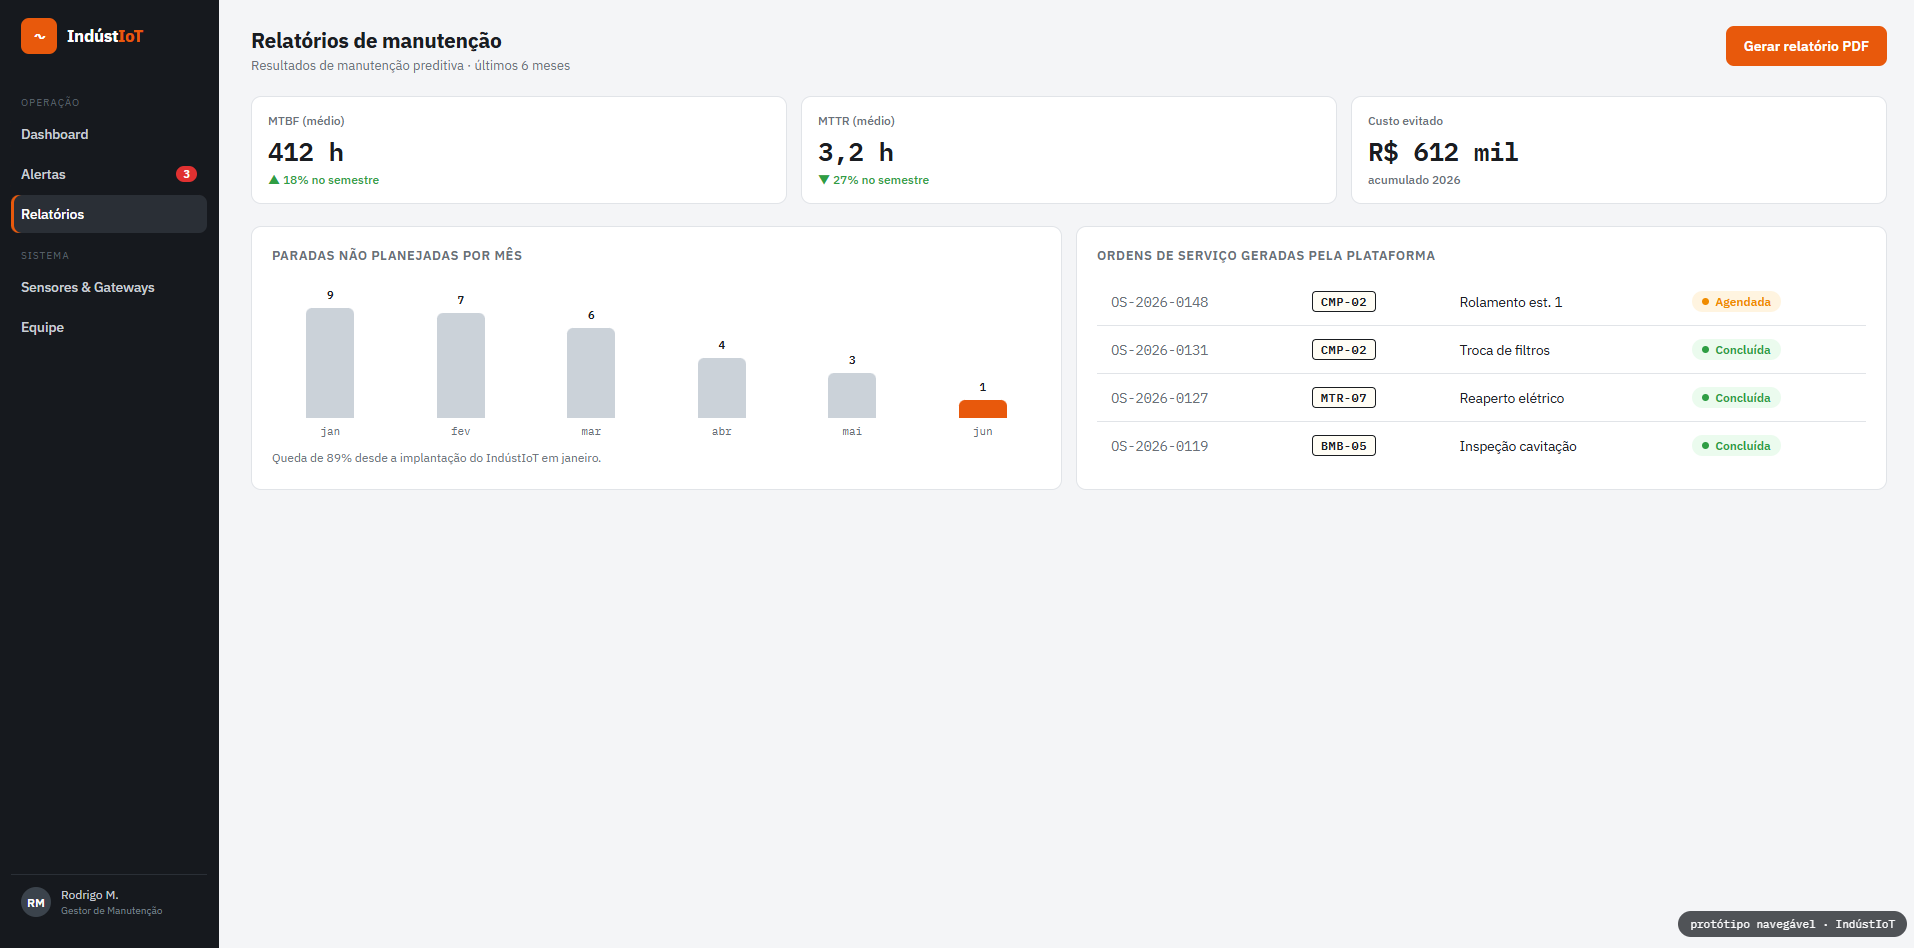 IndústIoT
OPERAÇÃO
Dashboard
Alertas 3
Relatórios
SISTEMA
Sensores & Gateways
Equipe
RM
Rodrigo M.
Gestor de Manutenção
Relatórios de manutenção
Resultados de manutenção preditiva · últimos 6 meses
Gerar relatório PDF
MTBF (médio)
412 h
▲ 18% no semestre
MTTR (médio)
3,2 h
▼ 27% no semestre
Custo evitado
R$ 612 mil
acumulado 2026
PARADAS NÃO PLANEJADAS POR MÊS
9 7 6 4 3 1
jan fev mar abr mai jun
Queda de 89% desde a implantação do IndústIoT em janeiro.
ORDENS DE SERVIÇO GERADAS PELA PLATAFORMA
OS-2026-0148 CMP-02 Rolamento est. 1 Agendada
OS-2026-0131 CMP-02 Troca de filtros Concluída
OS-2026-0127 MTR-07 Reaperto elétrico Concluída
OS-2026-0119 BMB-05 Inspeção cavitação Concluída
protótipo navegável · IndústIoT